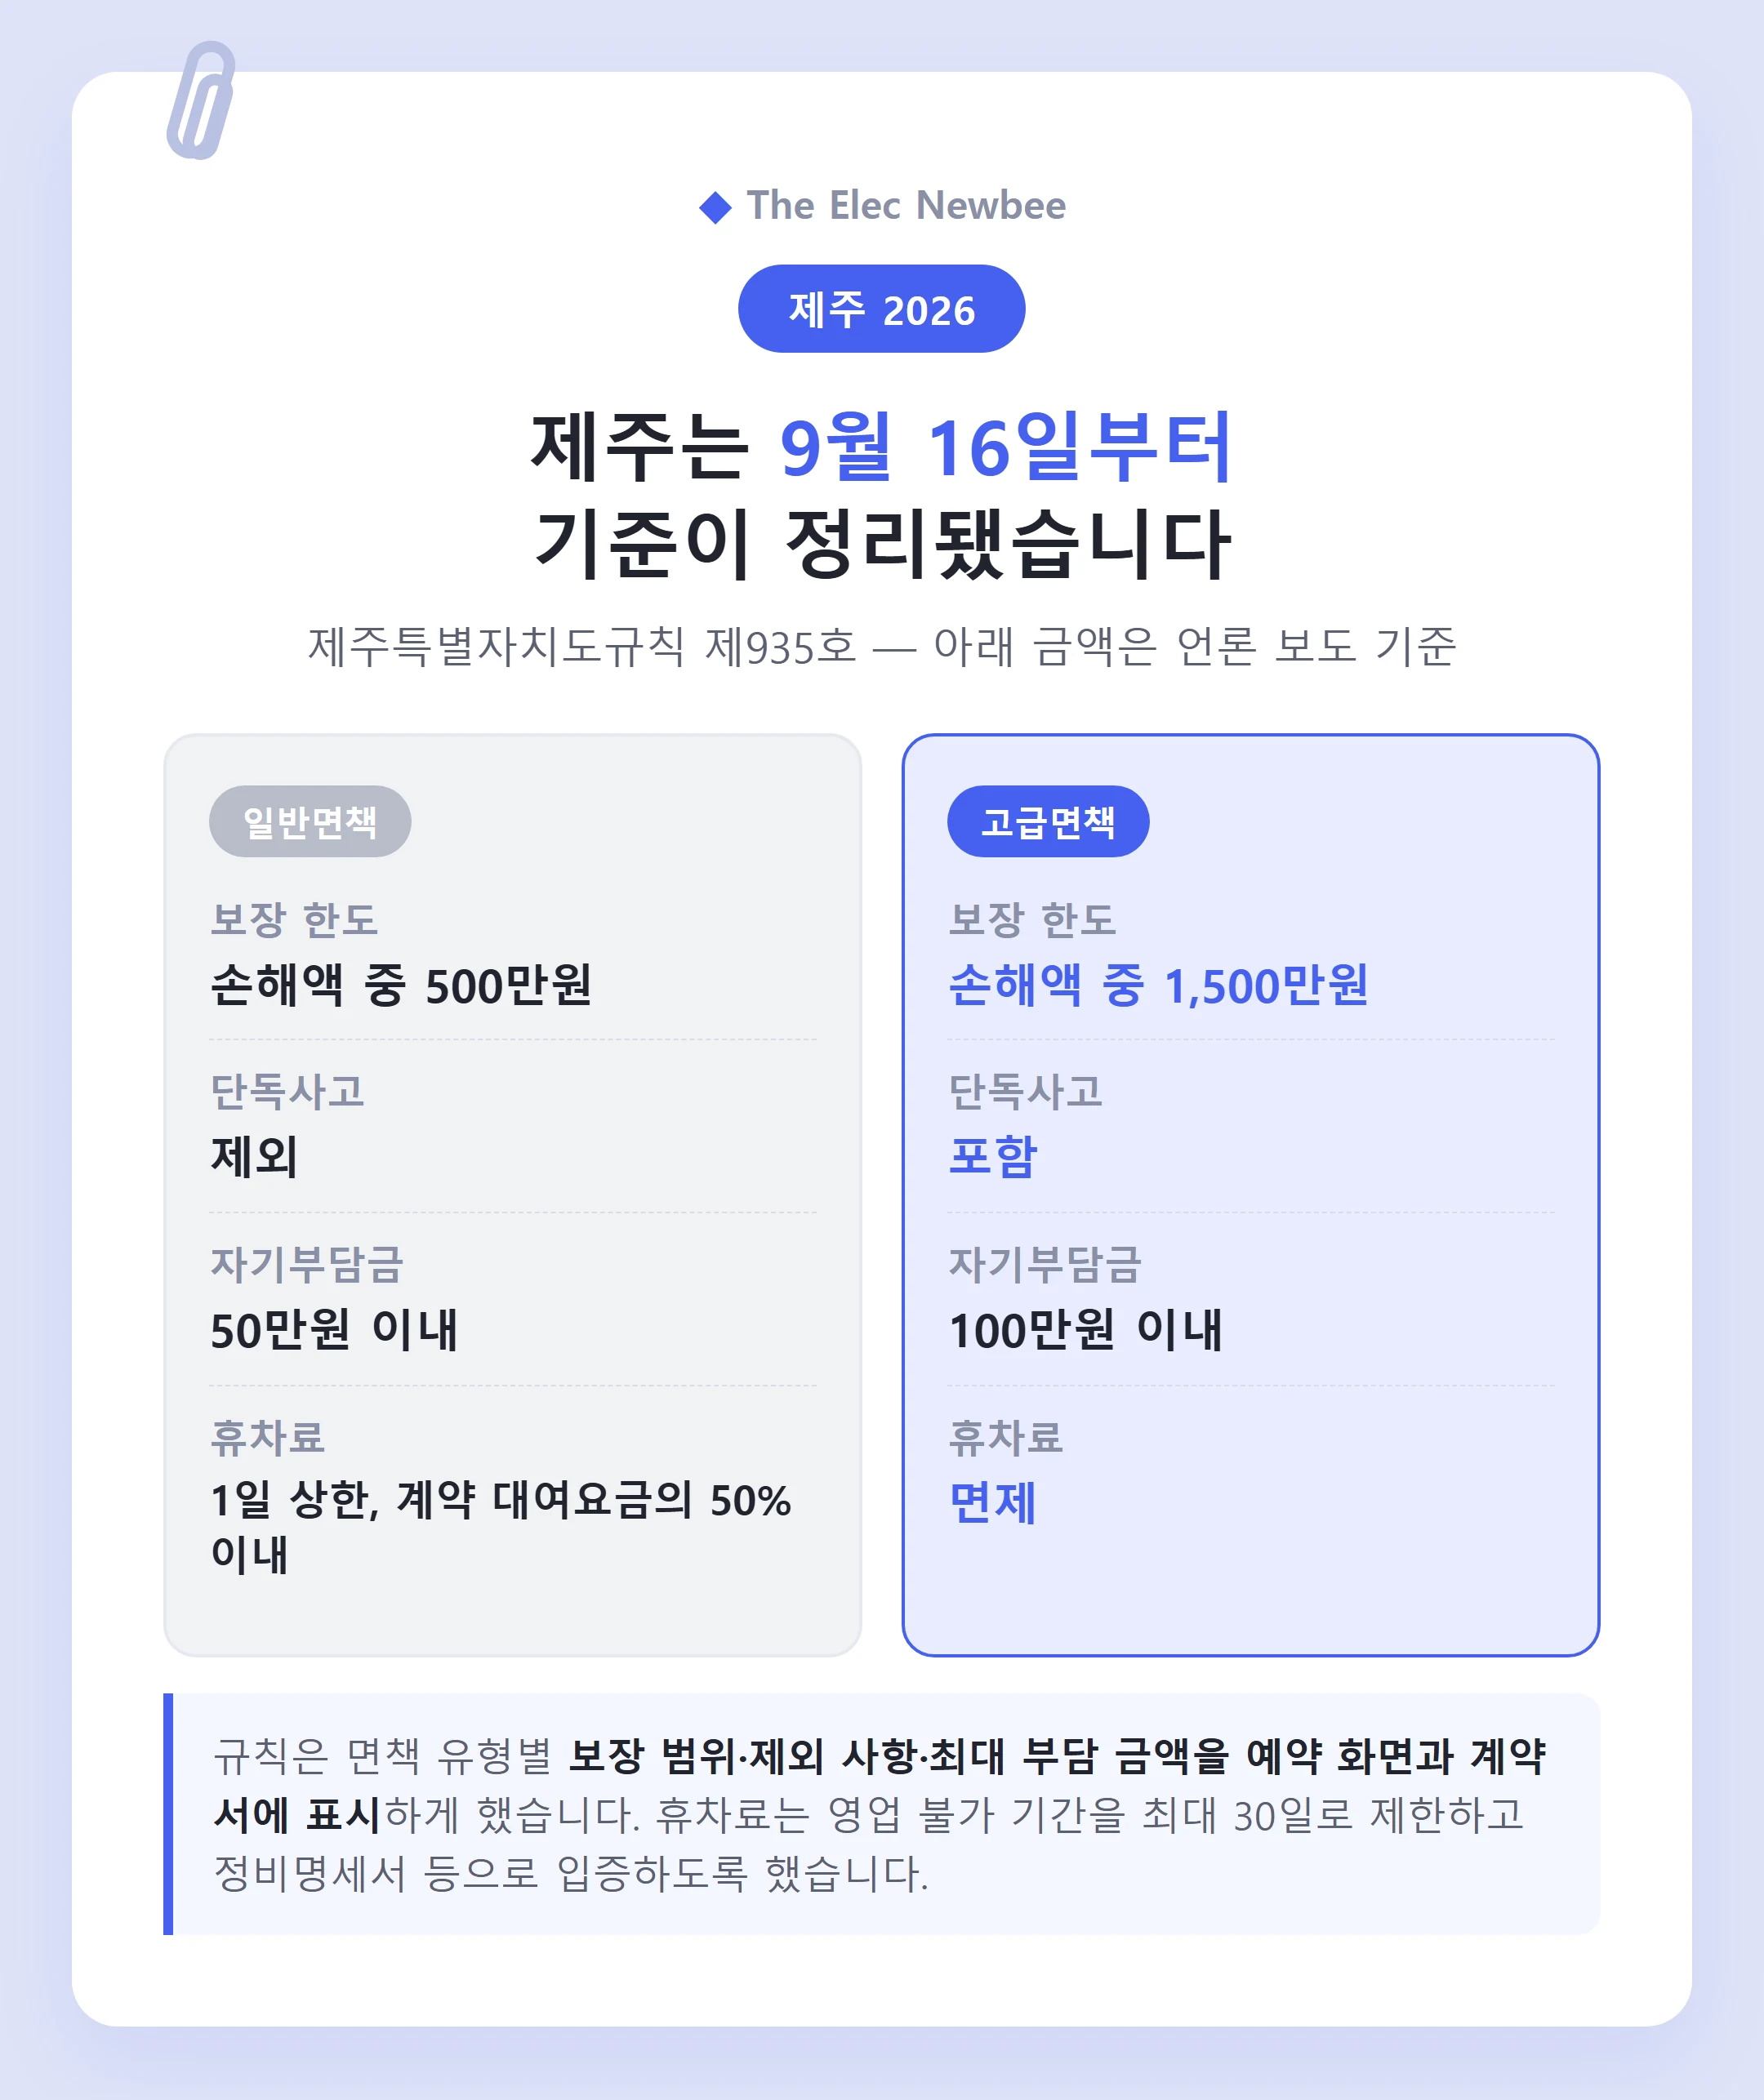 The Elec Newbee
제주 2026
제주는 9월 16일부터
기준이 정리됐습니다
제주특별자치도규칙 제935호 — 아래 금액은 언론 보도 기준
일반면책
보장 한도
손해액 중 500만원
단독사고
제외
자기부담금
50만원 이내
휴차료
1일 상한, 계약 대여요금의 50%
이내
고급면책
보장 한도
손해액 중 1,500만원
단독사고
포함
자기부담금
100만원 이내
휴차료
면제
규칙은 면책 유형별 보장 범위·제외 사항·최대 부담 금액을 예약 화면과 계약
서에 표시하게 했습니다. 휴차료는 영업 불가 기간을 최대 30일로 제한하고
정비명세서 등으로 입증하도록 했습니다.